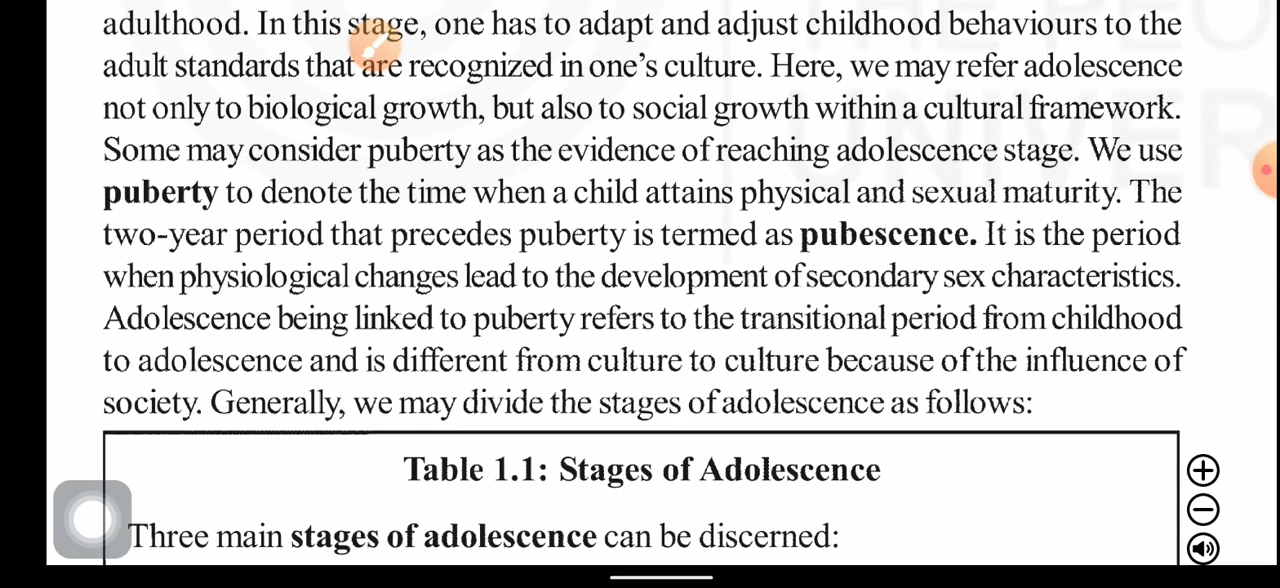 adulthood. In this stage, one has to adapt and adjust childhood behaviours to the
adult standards that are recognized in one's culture. Here, we may refer adolescence
not only to biological growth, but also to social growth within a cultural framework.
Some may consider puberty as the evidence of reaching adolescence stage. We use
puberty to denote the time when a child attains physical and sexual maturity. The
two-year period that precedes puberty is termed as pubescence. It is the period
when physiological changes lead to the development of secondary sex characteristics.
Adolescence being linked to puberty refers to the transitional period from childhood
to adolescence and is different from culture to culture because of the influence of
society. Generally, we may divide the stages of adolescence as follows:
Table 1.1: Stages of Adolescence
Three main stages of adolescence can be discerned: